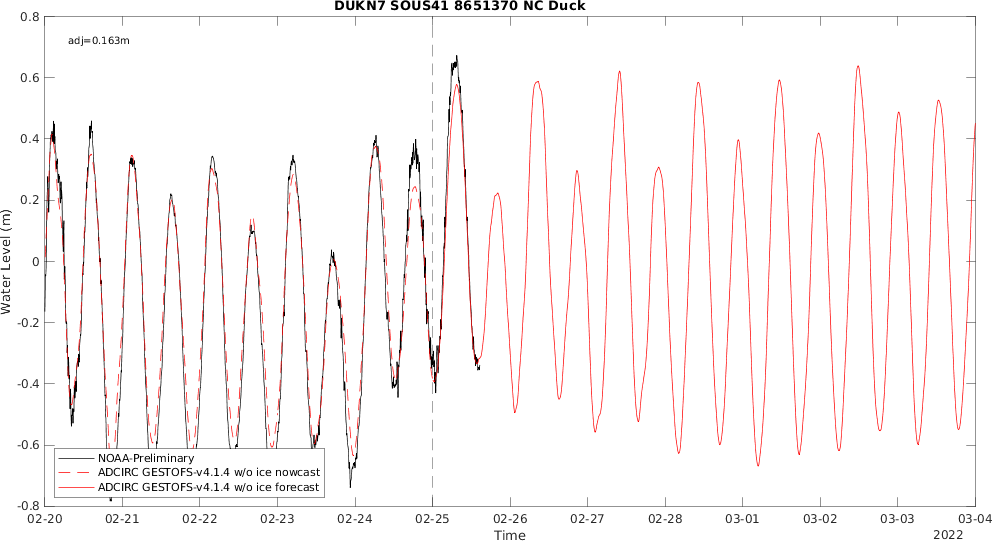 DUKN7 SOUS41 8651370 NC Duck
adj=0.163m
0.8
0.6
0.4
0.2
0
-0.2
-0.4
-0.6
-0.8
Water Level (m)
NOAA-Preliminary
ADCIRC GESTOFS-v4.1.4 w/o ice nowcast
ADCIRC GESTOFS-v4.1.4 w/o ice forecast
02-20 02-21 02-22 02-23 02-24 02-25 02-26 02-27 02-28 03-01 03-02 03-03 03-04
Time
2022